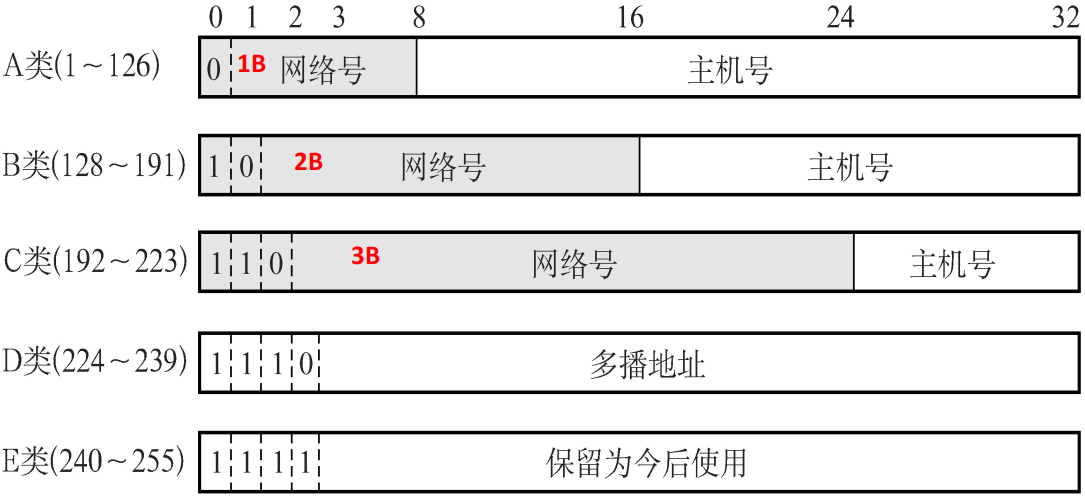 0 1 2 3 8 16 24 32
A类(1～126) 0 1B 网络号 主机号
B类(128～191) 1 0 2B 网络号 主机号
C类(192～223) 1 1 0 3B 网络号 主机号
D类(224～239) 1 1 1 0 多播地址
E类(240～255) 1 1 1 1 保留为今后使用